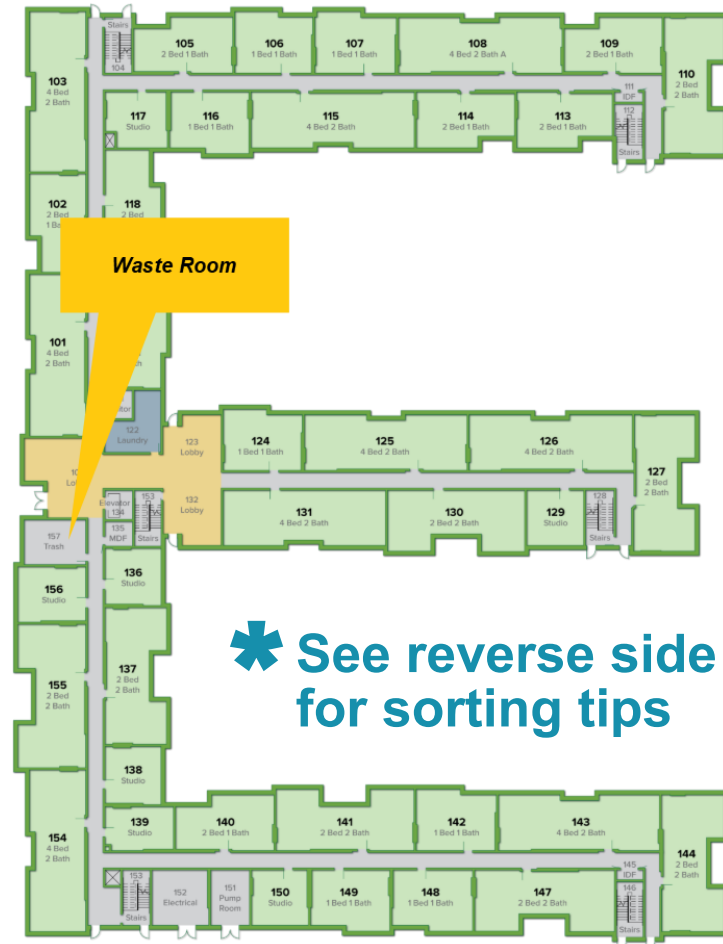 Stairs
104
105
2 Bed 1 Bath
106
1 Bed 1 Bath
107
1 Bed 1 Bath
108
4 Bed 2 Bath A
109
2 Bed 1 Bath
110
2 Bed
2 Bath
103
4 Bed
2 Bath
111
IDF
112
Stairs
117
Studio
116
1 Bed 1 Bath
115
4 Bed 2 Bath
114
2 Bed 1 Bath
113
2 Bed 1 Bath
102
2 Bed
118
2 Bed
Waste Room
101
4 Bed
2 Bath
122
Laundry
123
Lobby
124
1 Bed 1 Bath
125
4 Bed 2 Bath
126
4 Bed 2 Bath
127
2 Bed
2 Bath
Elevator
134
153
Stairs
135
MDF
132
Lobby
131
4 Bed 2 Bath
130
2 Bed 2 Bath
129
Studio
128
Stairs
157
Trash
136
Studio
156
Studio
137
2 Bed
2 Bath
155
2 Bed
2 Bath
* See reverse side
for sorting tips
138
Studio
139
Studio
140
2 Bed 1 Bath
141
2 Bed 2 Bath
142
1 Bed 1 Bath
143
4 Bed 2 Bath
144
2 Bed
2 Bath
154
4 Bed
2 Bath
145
IDF
146
Stairs
153
Stairs
152
Electrical
151
Pump
Room
150
Studio
149
1 Bed 1 Bath
148
1 Bed 1 Bath
147
2 Bed 2 Bath